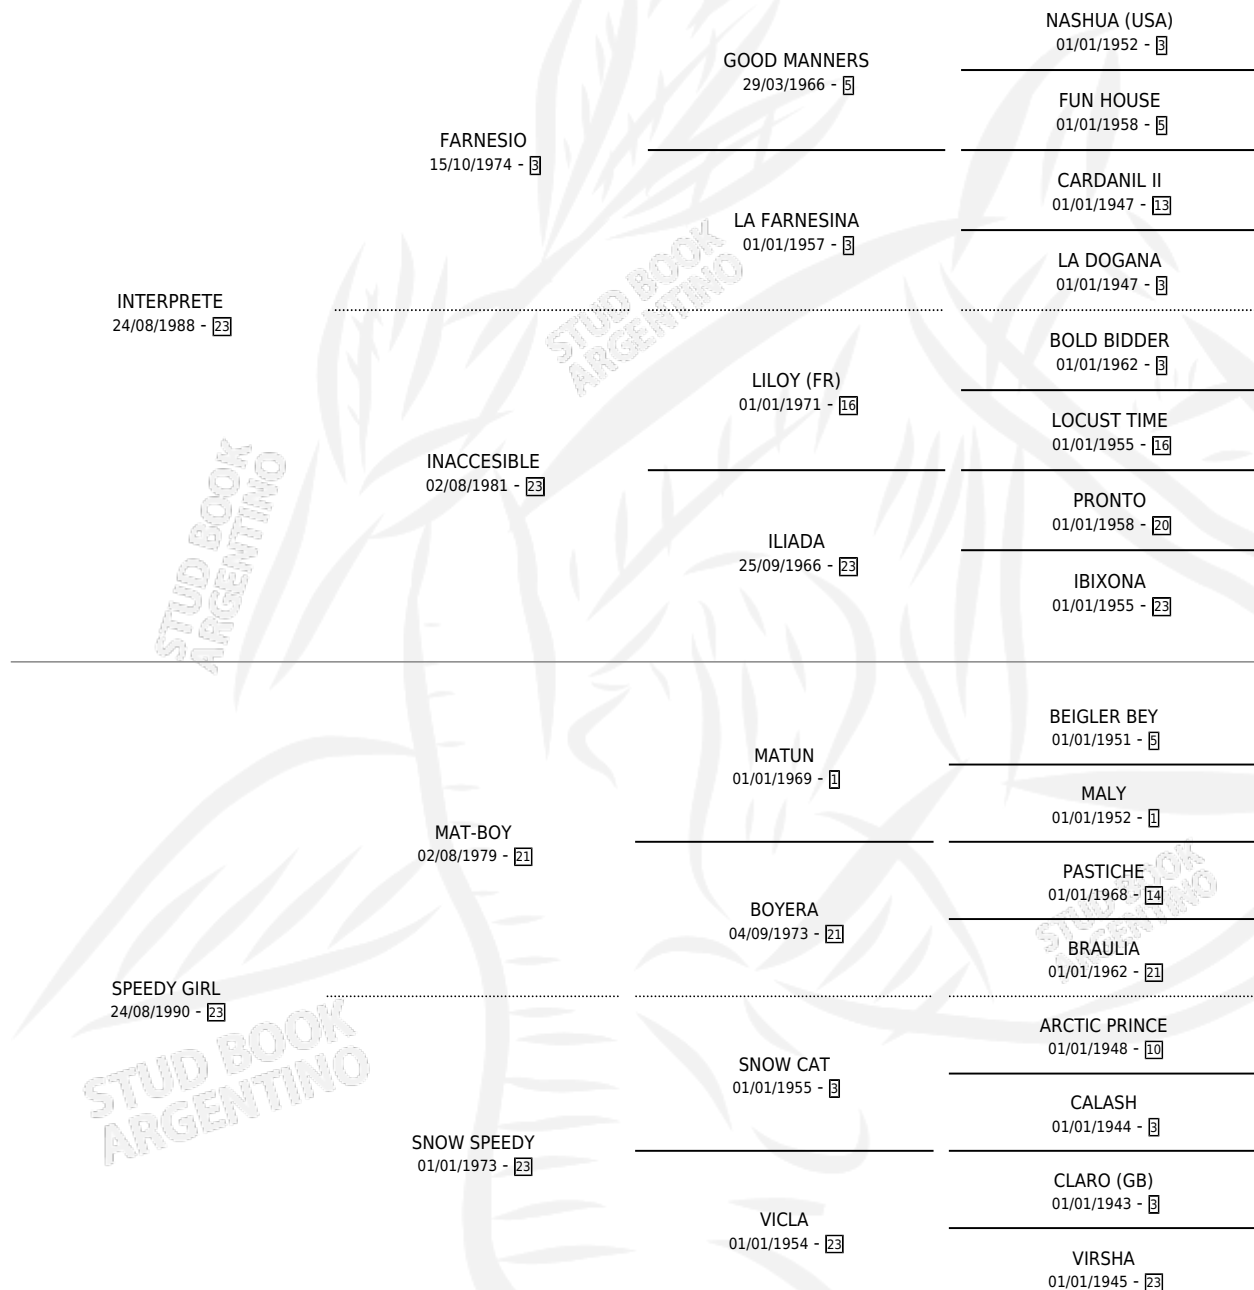 NASHUA (USA)
01/01/1952 - 3
GOOD MANNERS
29/03/1966 - 5
FUN HOUSE
01/01/1958 - 5
FARNESIO
15/10/1974 - 3
CARDANIL II
01/01/1947 - 13
LA FARNESINA
01/01/1957 - 3
LA DOGANA
01/01/1947 - 3
INTERPRETE
24/08/1988 - 23
BOLD BIDDER
01/01/1962 - 3
LILOY (FR)
01/01/1971 - 16
LOCUST TIME
01/01/1955 - 16
INACCESIBLE
02/08/1981 - 23
PRONTO
01/01/1958 - 20
ILIADA
25/09/1966 - 23
IBIXONA
01/01/1955 - 23
BEIGLER BEY
01/01/1951 - 5
MATUN
01/01/1969 - 1
MALY
01/01/1952 - 1
MAT-BOY
02/08/1979 - 21
PASTICHE
01/01/1968 - 14
BOYERA
04/09/1973 - 21
BRAULIA
01/01/1962 - 21
SPEEDY GIRL
24/08/1990 - 23
ARCTIC PRINCE
01/01/1948 - 10
SNOW CAT
01/01/1955 - 3
CALASH
01/01/1944 - 3
SNOW SPEEDY
01/01/1973 - 23
CLARO (GB)
01/01/1943 - 3
VICLA
01/01/1954 - 23
VIRSHA
01/01/1945 - 23
STUD BOOK
ARGENTINO
STUD BOOK
ARGENTINO
STUD BOOK
ARGENTINO
STUD BOOK
ARGENTINO